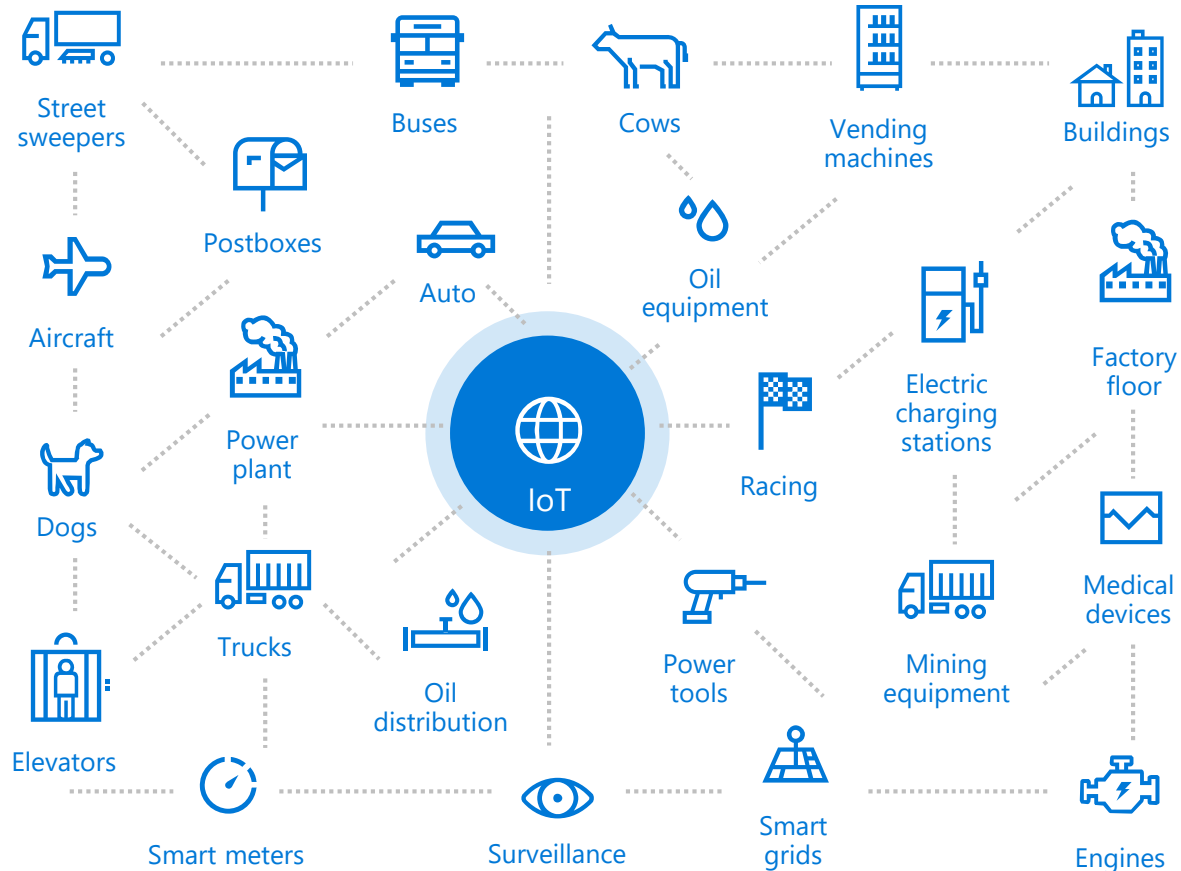 Street
sweepers
Buses
Cows
Vending
machines
Buildings
Postboxes
Auto
Oil
equipment
Aircraft
Power
plant
Electric
charging
stations
Factory
floor
IoT
Racing
Dogs
Trucks
Oil
distribution
Power
tools
Mining
equipment
Medical
devices
Elevators
Smart meters
Surveillance
Smart
grids
Engines